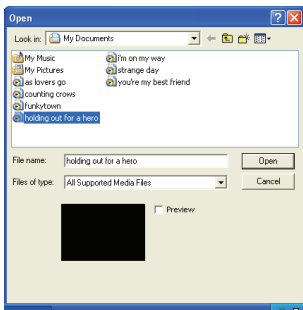 Open
Look in: My Documents
My Music
My Pictures
as lovers go
counting crows
funkytown
holding out for a hero
i'm on my way
strange day
you're my best friend
File name: holding out for a hero Open
Files of type: All Supported Media Files Cancel
Preview